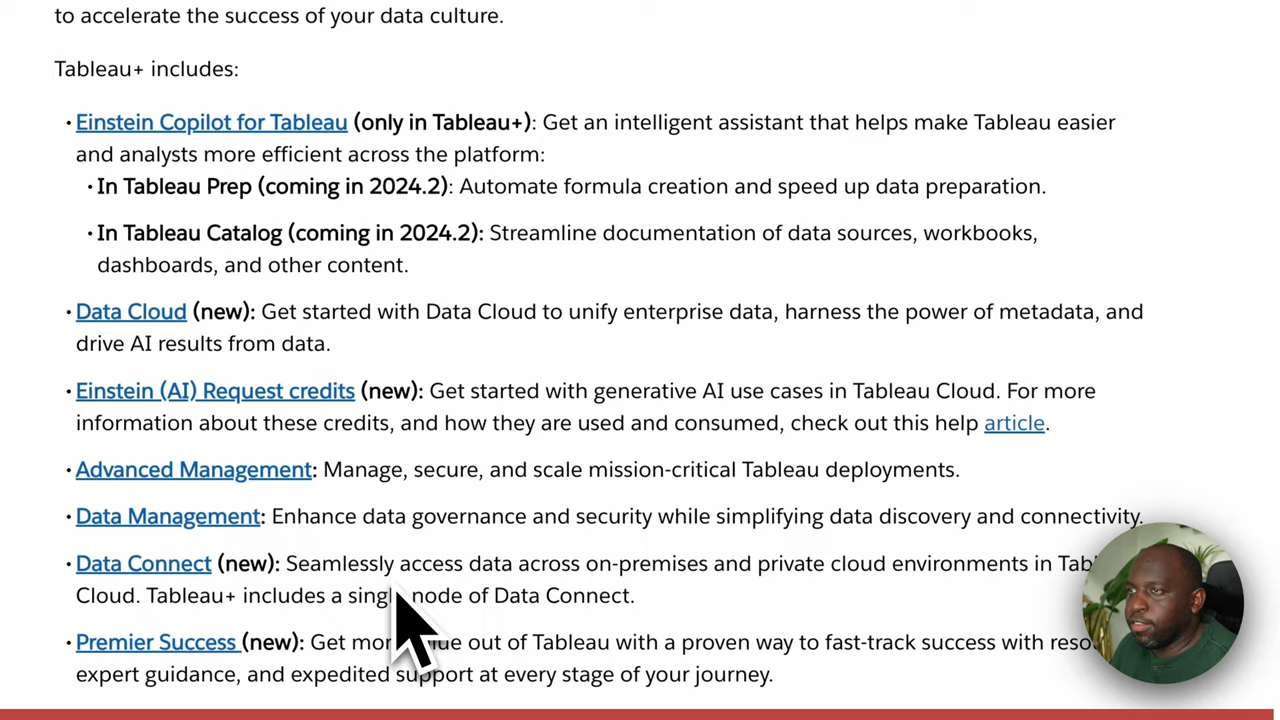 to accelerate the success of your data culture.
Tableau+ includes:
• Einstein Copilot for Tableau (only in Tableau+): Get an intelligent assistant that helps make Tableau easier
and analysts more efficient across the platform:
• In Tableau Prep (coming in 2024.2): Automate formula creation and speed up data preparation.
• In Tableau Catalog (coming in 2024.2): Streamline documentation of data sources, workbooks,
dashboards, and other content.
• Data Cloud (new): Get started with Data Cloud to unify enterprise data, harness the power of metadata, and
drive AI results from data.
• Einstein (AI) Request credits (new): Get started with generative AI use cases in Tableau Cloud. For more
information about these credits, and how they are used and consumed, check out this help article.
• Advanced Management: Manage, secure, and scale mission-critical Tableau deployments.
• Data Management: Enhance data governance and security while simplifying data discovery and connectivity.
• Data Connect (new): Seamlessly access data across on-premises and private cloud environments in
Cloud. Tableau+ includes a single node of Data Connect.
• Premier Success (new): Get more out of Tableau with a proven way to fast-track success with
expert guidance, and expedited support at every stage of your journey.